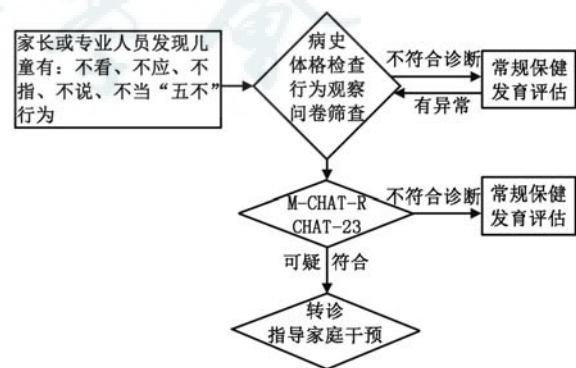 家长或专业人员发现儿
童有：不看、不应、不
指、不说、不当“五不”
行为
病史
体格检查
行为观察
问卷筛查
不符合诊断
有异常
常规保健
发育评估
M-CHAT-R
CHAT-23
不符合诊断
常规保健
发育评估
可疑 符合
转诊
指导家庭干预